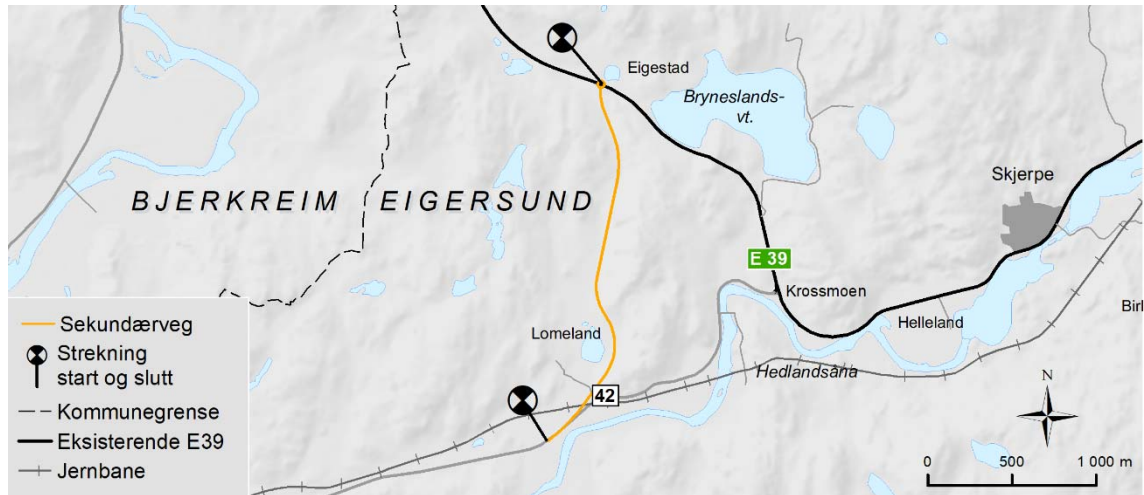 Eigestad
Bryneslands-
vt.
Skjerpe
BJERKREIM
EIGERSUND
E 39
Krossmoen
Birl
Helleland
Lomeland
Hedlandsåna
42
Sekundærveg
Strekning
start og slutt
Kommunegrense
Eksisterende E39
Jernbane
N
0 500 1 000 m